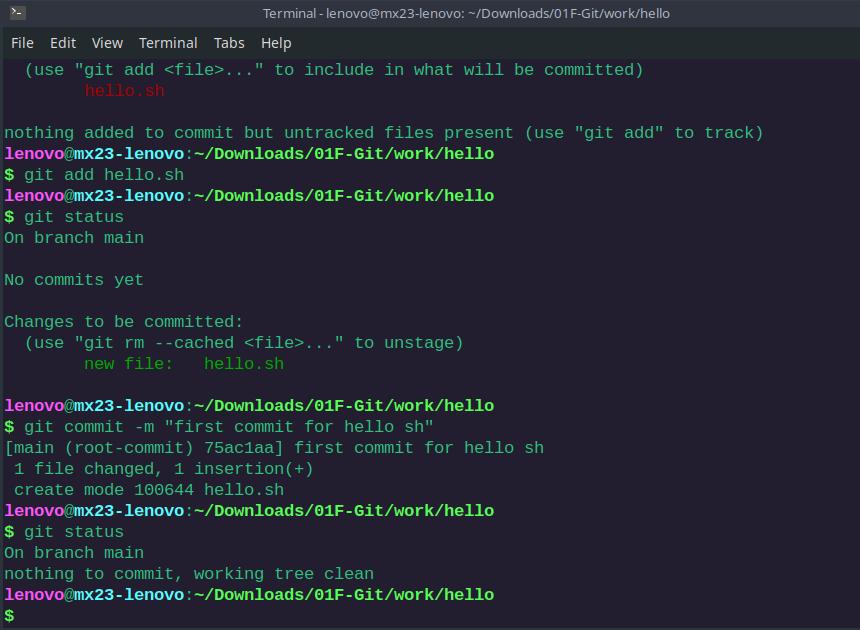 Terminal - lenovo@mx23-lenovo: ~/Downloads/01F-Git/work/hello
File Edit View Terminal Tabs Help
(use "git add <file>..." to include in what will be committed)
hello.sh
nothing added to commit but untracked files present (use "git add" to track)
lenovo@mx23-lenovo:~/Downloads/01F-Git/work/hello
$ git add hello.sh
lenovo@mx23-lenovo:~/Downloads/01F-Git/work/hello
$ git status
On branch main
No commits yet
Changes to be committed:
(use "git rm --cached <file>..." to unstage)
new file:   hello.sh
lenovo@mx23-lenovo:~/Downloads/01F-Git/work/hello
$ git commit -m "first commit for hello sh"
[main (root-commit) 75ac1aa] first commit for hello sh
1 file changed, 1 insertion(+)
create mode 100644 hello.sh
lenovo@mx23-lenovo:~/Downloads/01F-Git/work/hello
$ git status
On branch main
nothing to commit, working tree clean
lenovo@mx23-lenovo:~/Downloads/01F-Git/work/hello
$